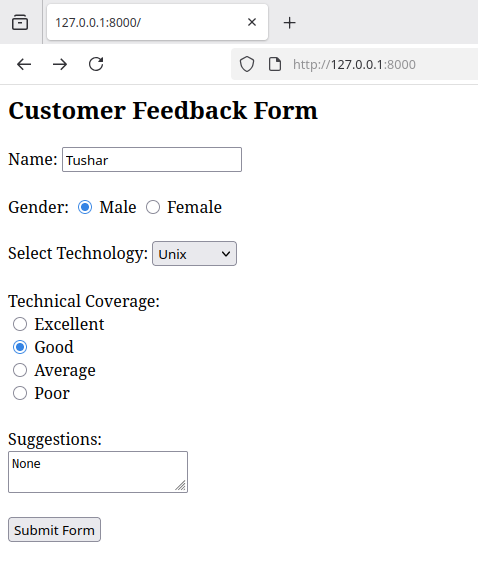 127.0.0.1:8000/
http://127.0.0.1:8000
Customer Feedback Form
Name: Tushar
Gender: Male Female
Select Technology: Unix
Technical Coverage:
Excellent
Good
Average
Poor
Suggestions:
None
Submit Form